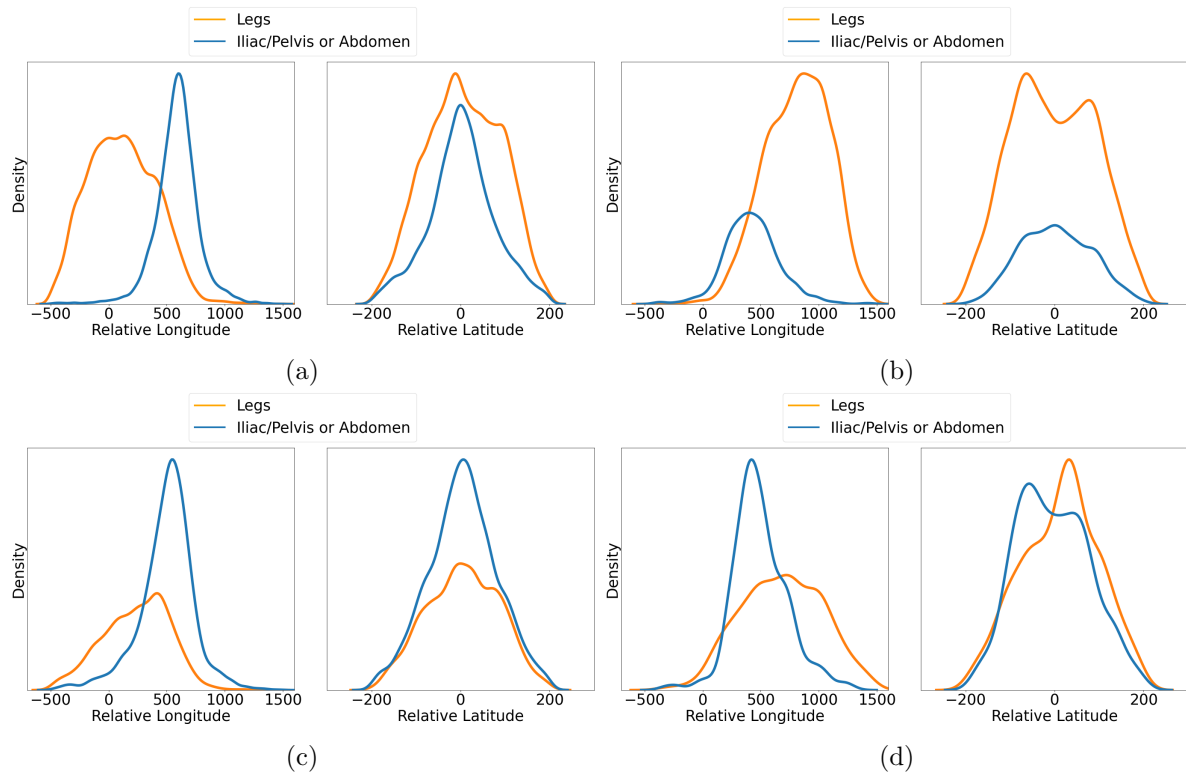 Legs
Iliac/Pelvis or Abdomen
Legs
Iliac/Pelvis or Abdomen
Density
Density
−500 0 500 1000 1500
−200 0 200
−500 0 500 1000 1500
−200 0 200
Relative Longitude
Relative Latitude
Relative Longitude
Relative Latitude
(a)
(b)
Legs
Iliac/Pelvis or Abdomen
Legs
Iliac/Pelvis or Abdomen
Density
Density
−500 0 500 1000 1500
−200 0 200
−500 0 500 1000 1500
−200 0 200
Relative Longitude
Relative Latitude
Relative Longitude
Relative Latitude
(c)
(d)